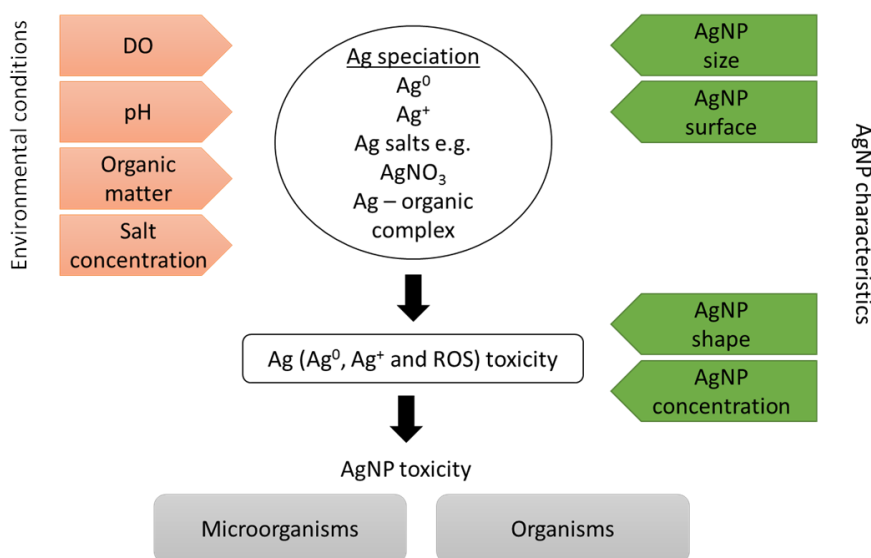 Environmental conditions
DO
pH
Organic
matter
Salt
concentration
Ag speciation
Ag⁰
Ag⁺
Ag salts e.g.
AgNO₃
Ag – organic
complex
AgNP
size
AgNP
surface
AgNP characteristics
AgNP
shape
AgNP
concentration
Ag (Ag⁰, Ag⁺ and ROS) toxicity
AgNP toxicity
Microorganisms
Organisms